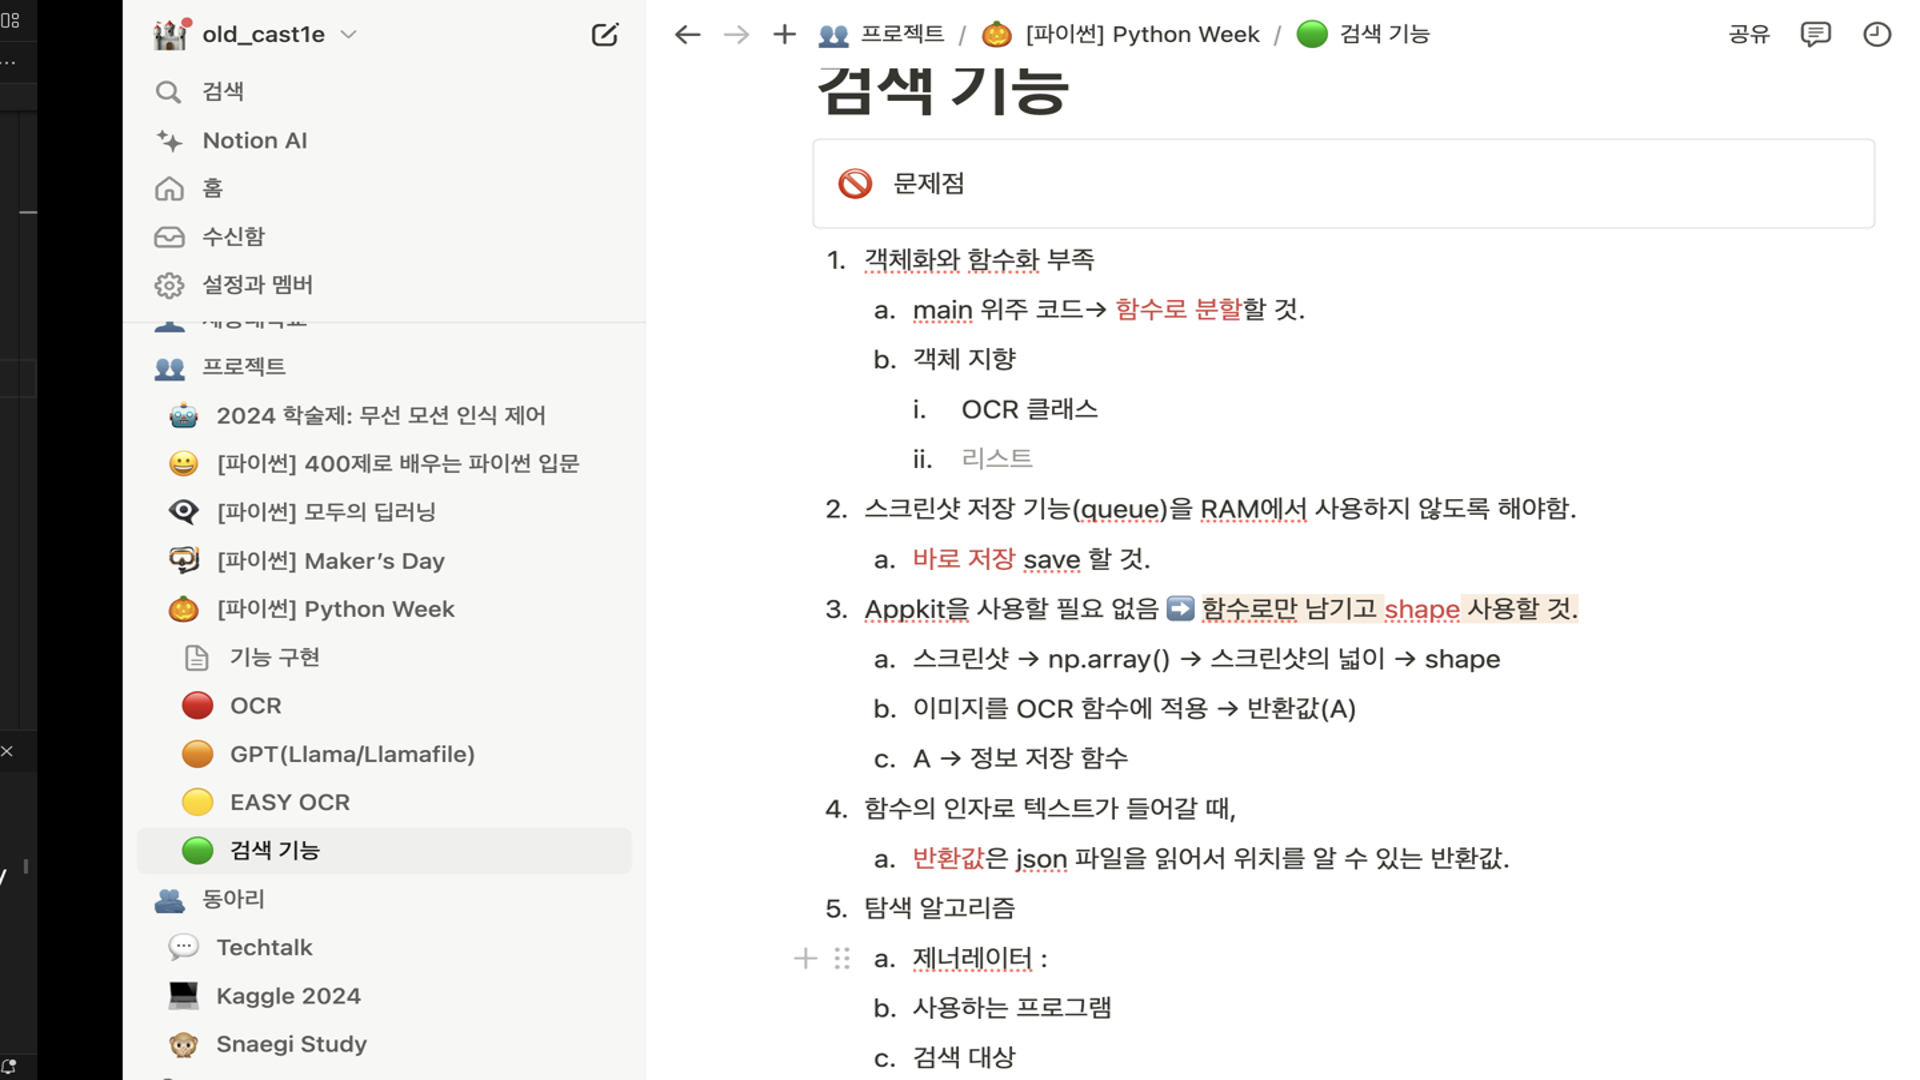 old_cast1e
검색
Notion AI
홈
수신함
설정과 멤버
프로젝트
2024 학술제: 무선 모션 인식 제어
[파이썬] 400제로 배우는 파이썬 입문
[파이썬] 모두의 딥러닝
[파이썬] Maker’s Day
[파이썬] Python Week
기능 구현
OCR
GPT(Llama/Llamafile)
EASY OCR
검색 기능
동아리
Techtalk
Kaggle 2024
Snaegi Study
프로젝트 / [파이썬] Python Week / 검색 기능
공유
검색 기능
문제점
1. 객체화와 함수화 부족
a. main 위주 코드→ 함수로 분할할 것.
b. 객체 지향
i. OCR 클래스
ii. 리스트
2. 스크린샷 저장 기능(queue)을 RAM에서 사용하지 않도록 해야함.
a. 바로 저장 save 할 것.
3. Appkit을 사용할 필요 없음 ➡️ 함수로만 남기고 shape 사용할 것.
a. 스크린샷 → np.array() → 스크린샷의 넓이 → shape
b. 이미지를 OCR 함수에 적용 → 반환값(A)
c. A → 정보 저장 함수
4. 함수의 인자로 텍스트가 들어갈 때,
a. 반환값은 json 파일을 읽어서 위치를 알 수 있는 반환값.
5. 탐색 알고리즘
a. 제너레이터 :
b. 사용하는 프로그램
c. 검색 대상